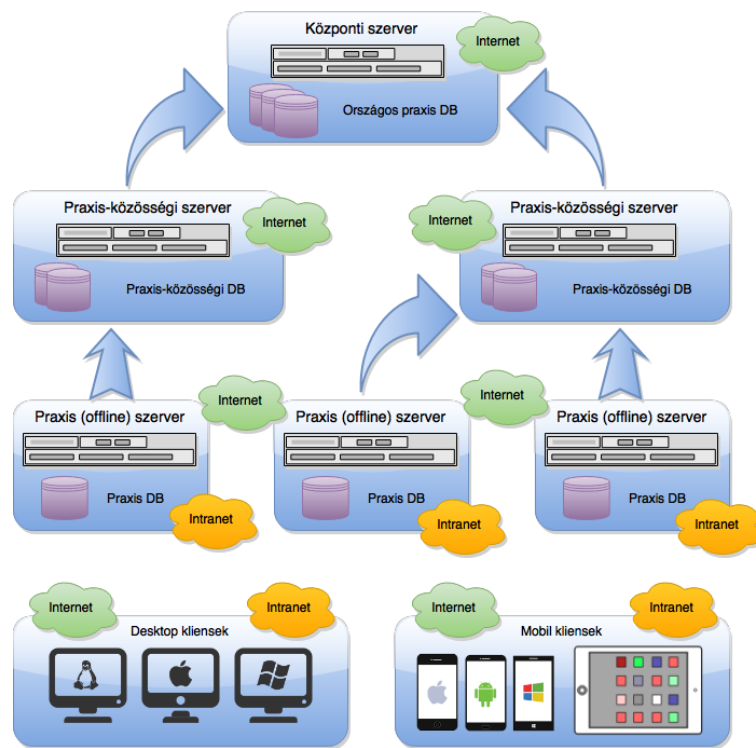 Központi szerver
Internet
Országos praxis DB
Praxis-közösségi szerver
Internet
Praxis-közösségi DB
Internet
Praxis-közösségi szerver
Praxis-közösségi DB
Praxis (offline) szerver
Praxis DB
Intranet
Internet
Praxis (offline) szerver
Praxis DB
Intranet
Internet
Praxis (offline) szerver
Praxis DB
Intranet
Internet
Intranet
Desktop kliensek
Internet
Intranet
Mobil kliensek